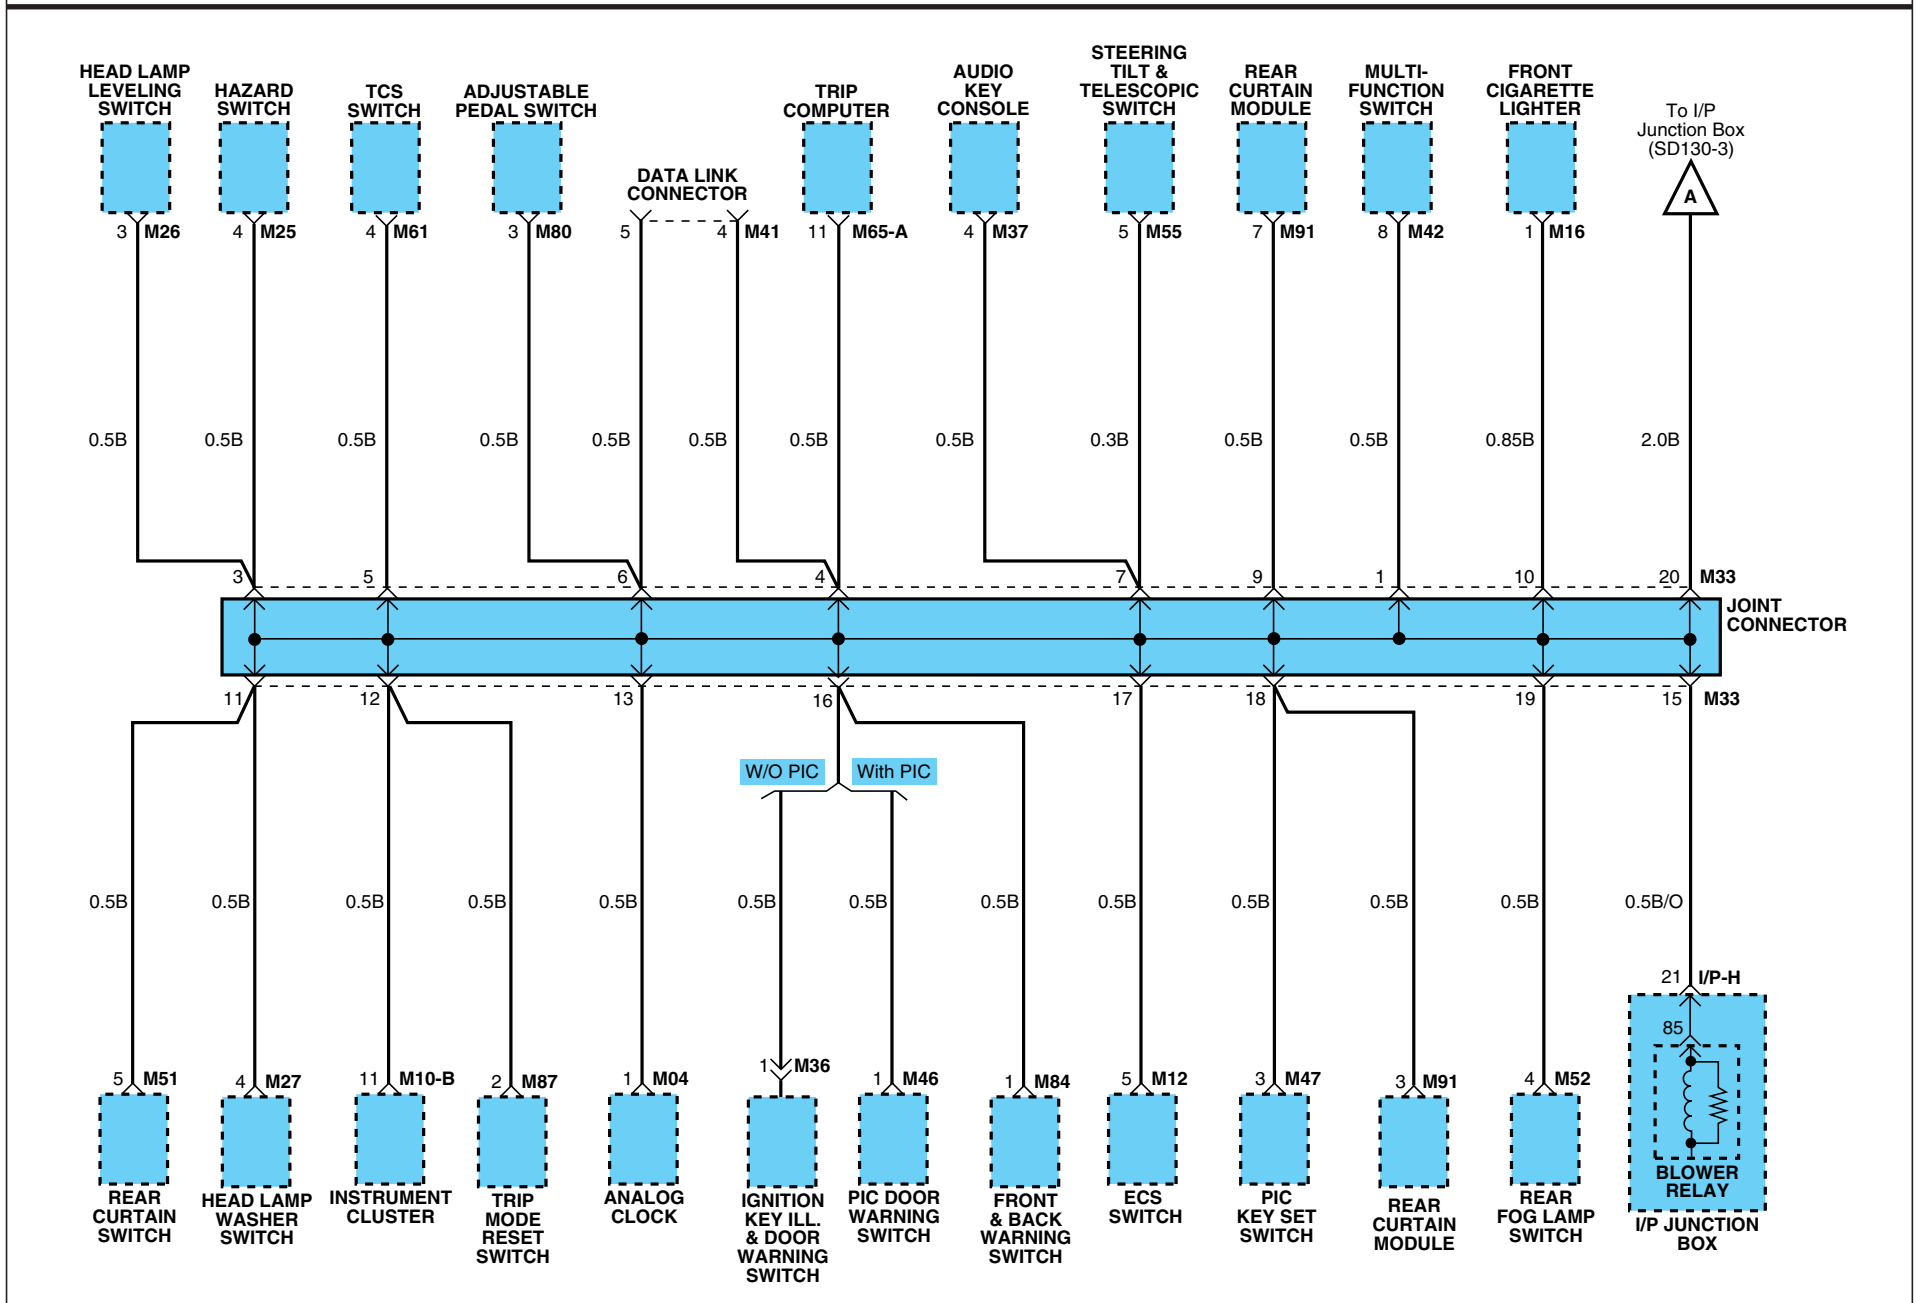 HEAD LAMP
LEVELING
SWITCH
HAZARD
SWITCH
TCS
SWITCH
ADJUSTABLE
PEDAL SWITCH
DATA LINK
CONNECTOR
TRIP
COMPUTER
AUDIO
KEY
CONSOLE
STEERING
TILT &
TELESCOPIC
SWITCH
REAR
CURTAIN
MODULE
MULTI-
FUNCTION
SWITCH
FRONT
CIGARETTE
LIGHTER
To I/P
Junction Box
(SD130-3)
A
3 M26
4 M25
4 M61
3 M80
5
4 M41
11 M65-A
4 M37
5 M55
7 M91
8 M42
1 M16
0.5B
0.5B
0.5B
0.5B
0.5B
0.5B
0.5B
0.5B
0.3B
0.5B
0.5B
0.85B
2.0B
3
5
6
4
7
9
1
10
20 M33
JOINT
CONNECTOR
11
12
13
16
17
18
19
15 M33
W/O PIC
With PIC
0.5B
0.5B
0.5B
0.5B
0.5B
0.5B
0.5B
0.5B
0.5B
0.5B
0.5B
0.5B
0.5B/O
21 I/P-H
85
BLOWER
RELAY
I/P JUNCTION
BOX
5 M51
4 M27
11 M10-B
2 M87
1 M04
1 M36
1 M46
1 M84
5 M12
3 M47
3 M91
4 M52
REAR
CURTAIN
SWITCH
HEAD LAMP
WASHER
SWITCH
INSTRUMENT
CLUSTER
TRIP
MODE
RESET
SWITCH
ANALOG
CLOCK
IGNITION
KEY ILL.
& DOOR
WARNING
SWITCH
PIC DOOR
WARNING
SWITCH
FRONT
& BACK
WARNING
SWITCH
ECS
SWITCH
PIC
KEY SET
SWITCH
REAR
CURTAIN
MODULE
REAR
FOG LAMP
SWITCH